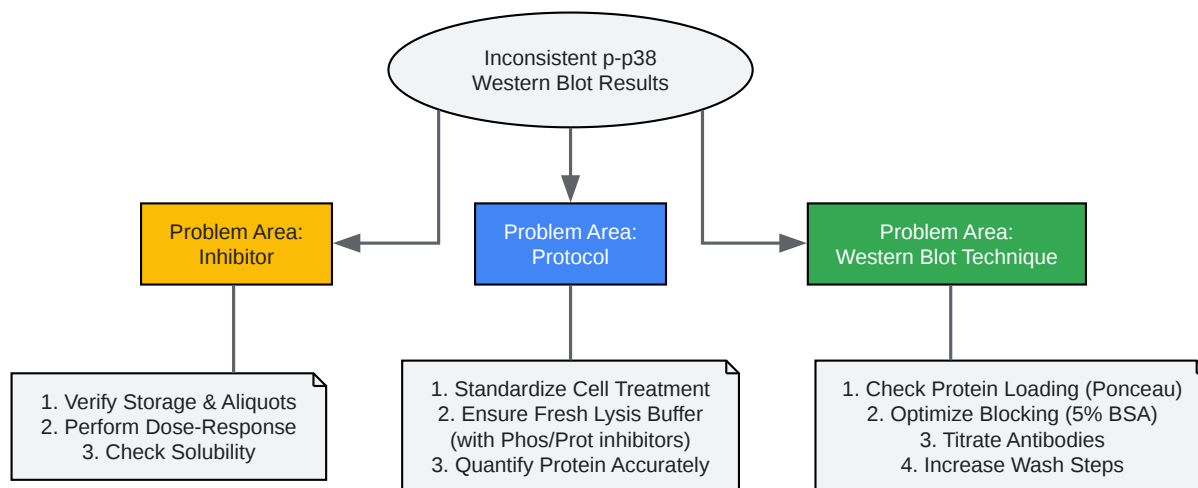 Inconsistent p-p38
Western Blot Results
Problem Area:
Inhibitor
Problem Area:
Protocol
Problem Area:
Western Blot Technique
1. Verify Storage & Aliquots
2. Perform Dose-Response
3. Check Solubility
1. Standardize Cell Treatment
2. Ensure Fresh Lysis Buffer
(with Phos/Prot inhibitors)
3. Quantify Protein Accurately
1. Check Protein Loading (Ponceau)
2. Optimize Blocking (5% BSA)
3. Titrate Antibodies
4. Increase Wash Steps